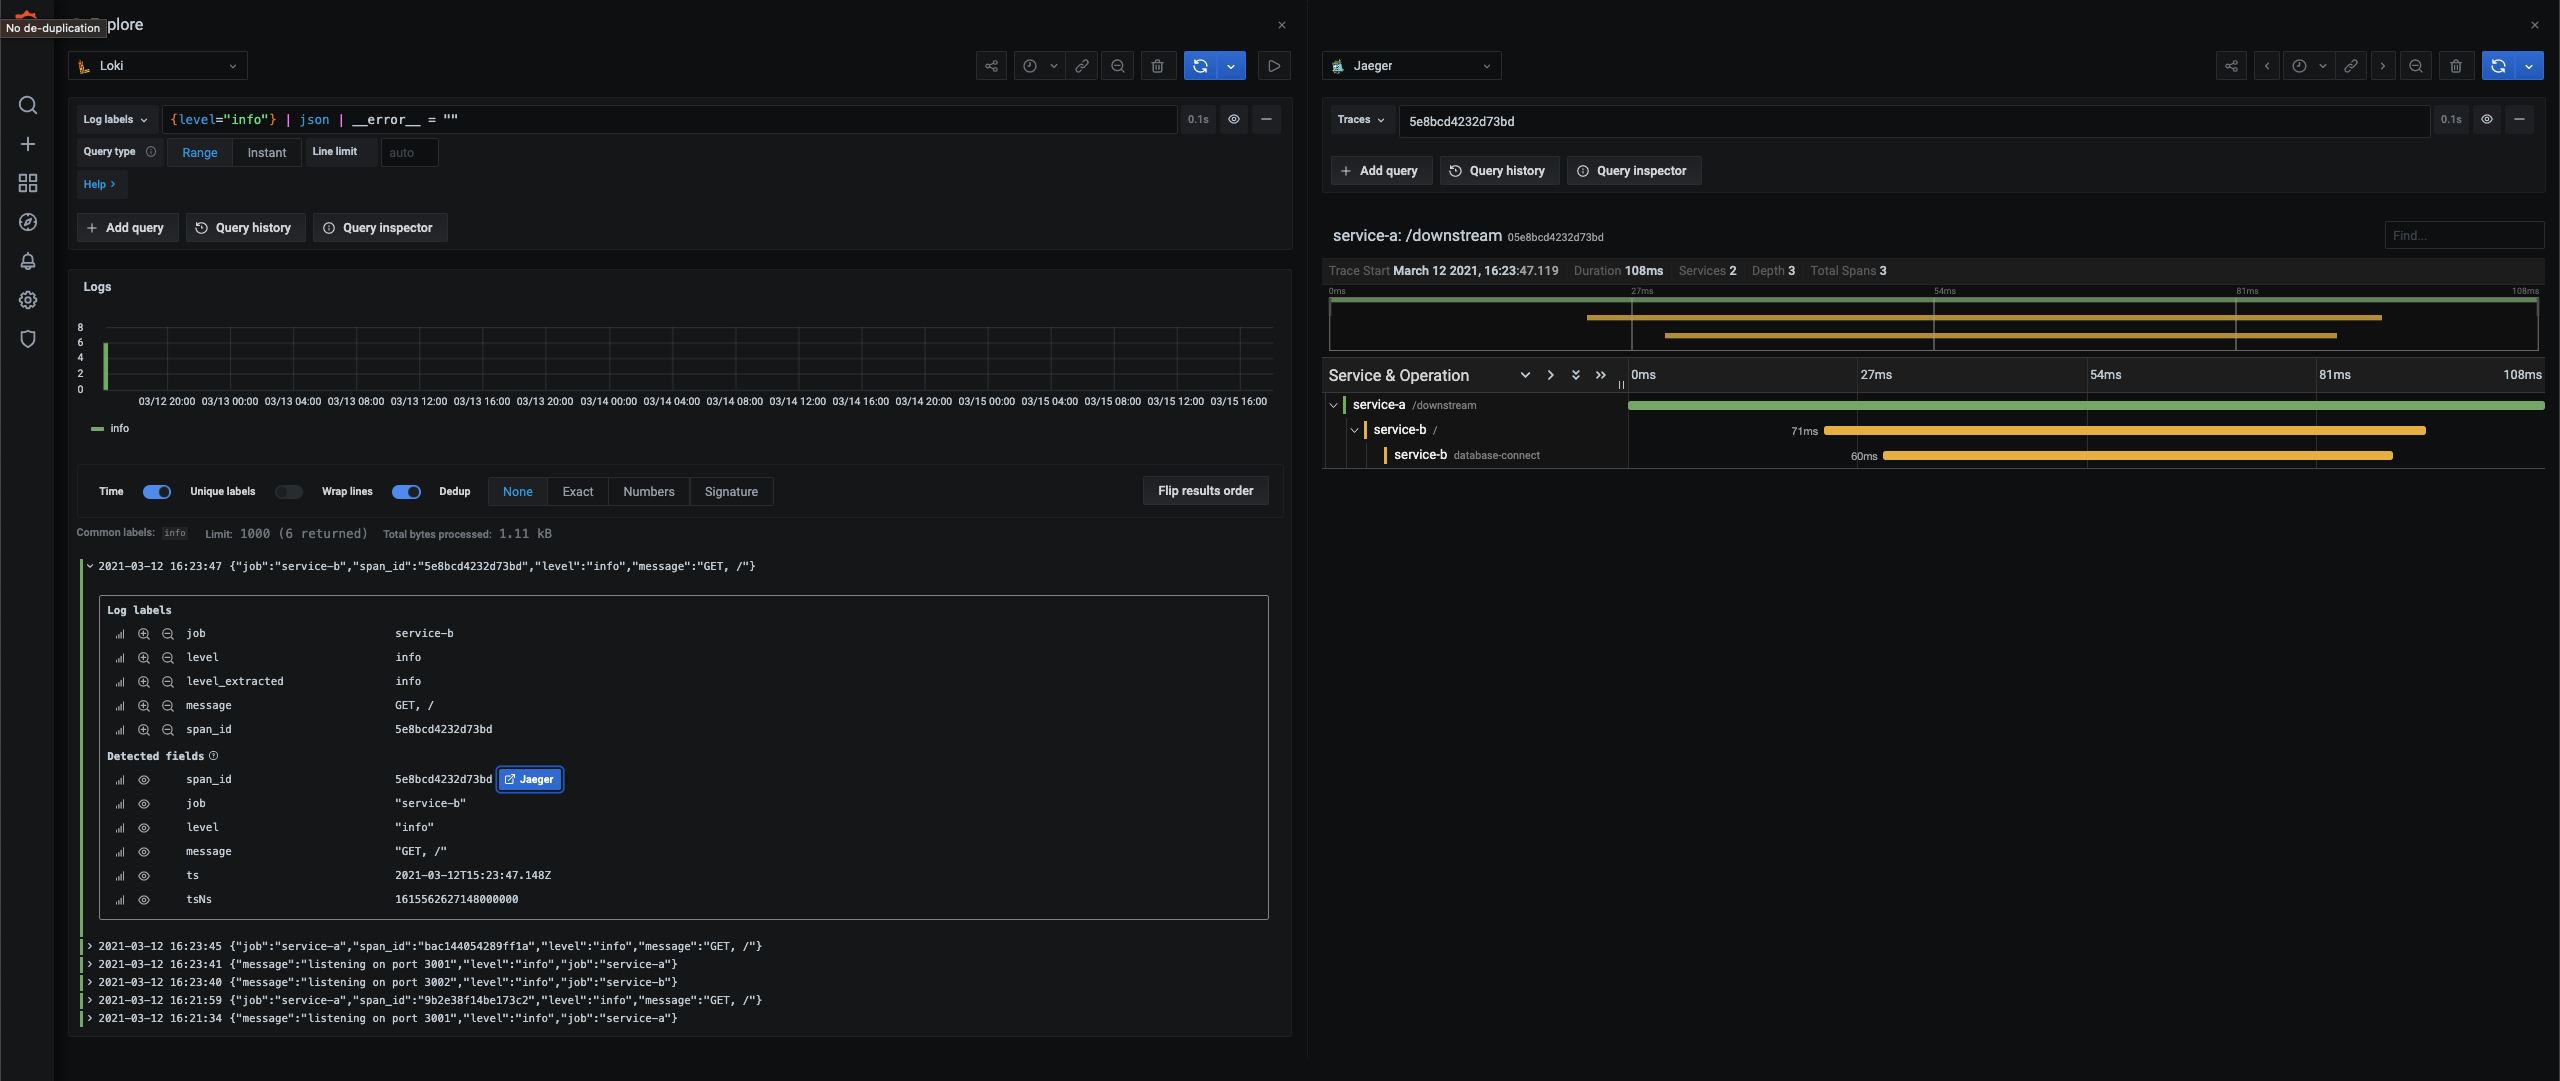 No de-duplication
plore
Loki
Log labels
{level="info"} | json | __error__ = ""
0.1s
Query type
Range
Instant
Line limit
auto
Help
Add query
Query history
Query inspector
Logs
8
6
4
2
0
03/12 20:00 03/13 00:00 03/13 04:00 03/13 08:00 03/13 12:00 03/13 16:00 03/13 20:00 03/14 00:00 03/14 04:00 03/14 08:00 03/14 12:00 03/14 16:00 03/14 20:00 03/15 00:00 03/15 04:00 03/15 08:00 03/15 12:00 03/15 16:00
info
Time
Unique labels
Wrap lines
Dedup
None
Exact
Numbers
Signature
Flip results order
Common labels: info Limit: 1000 (6 returned) Total bytes processed: 1.11 kB
2021-03-12 16:23:47 {"job":"service-b","span_id":"5e8bcd4232d73bd","level":"info","message":"GET, /"}
Log labels
job service-b
level info
level_extracted info
message GET, /
span_id 5e8bcd4232d73bd
Detected fields
span_id 5e8bcd4232d73bd Jaeger
job "service-b"
level "info"
message "GET, /"
ts 2021-03-12T15:23:47.148Z
tsNs 1615562627148000000
2021-03-12 16:23:45 {"job":"service-a","span_id":"bac144054289ff1a","level":"info","message":"GET, /"}
2021-03-12 16:23:41 {"message":"listening on port 3001","level":"info","job":"service-a"}
2021-03-12 16:23:40 {"message":"listening on port 3002","level":"info","job":"service-b"}
2021-03-12 16:21:59 {"job":"service-a","span_id":"9b2e38f14be173c2","level":"info","message":"GET, /"}
2021-03-12 16:21:34 {"message":"listening on port 3001","level":"info","job":"service-a"}
Jaeger
Traces
5e8bcd4232d73bd
0.1s
Add query
Query history
Query inspector
service-a: /downstream 05e8bcd4232d73bd
Find...
Trace Start March 12 2021, 16:23:47.119 Duration 108ms Services 2 Depth 3 Total Spans 3
0ms 27ms 54ms 81ms 108ms
Service & Operation
0ms 27ms 54ms 81ms 108ms
service-a /downstream
service-b / 71ms
service-b database-connect 60ms